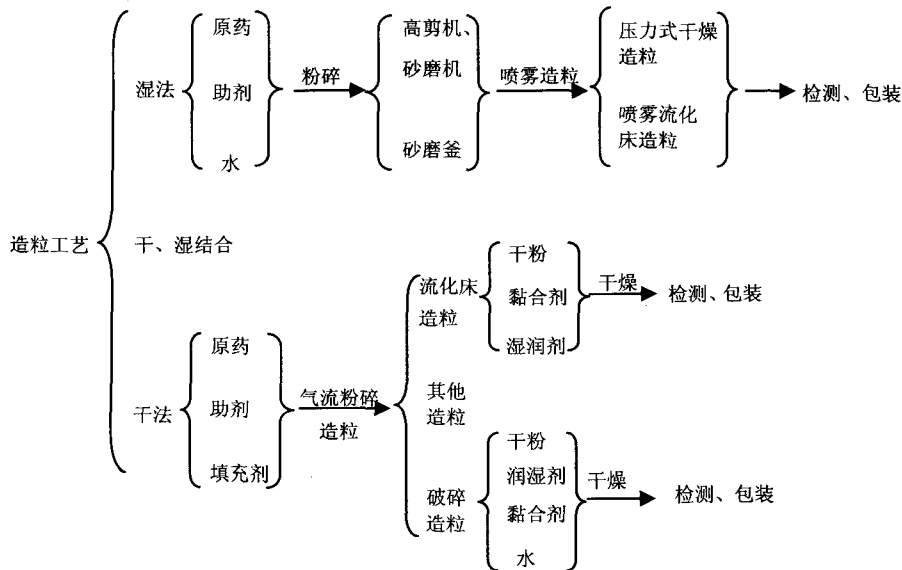 造粒工艺
湿法
原药
助剂
水
粉碎
高剪机、
砂磨机
砂磨釜
喷雾造粒
压力式干燥
造粒
喷雾流化
床造粒
检测、包装
干、湿结合
干法
原药
助剂
填充剂
气流粉碎
造粒
流化床
造粒
干粉
黏合剂
湿润剂
干燥
检测、包装
其他
造粒
破碎
造粒
干粉
润湿剂
黏合剂
水
干燥
检测、包装